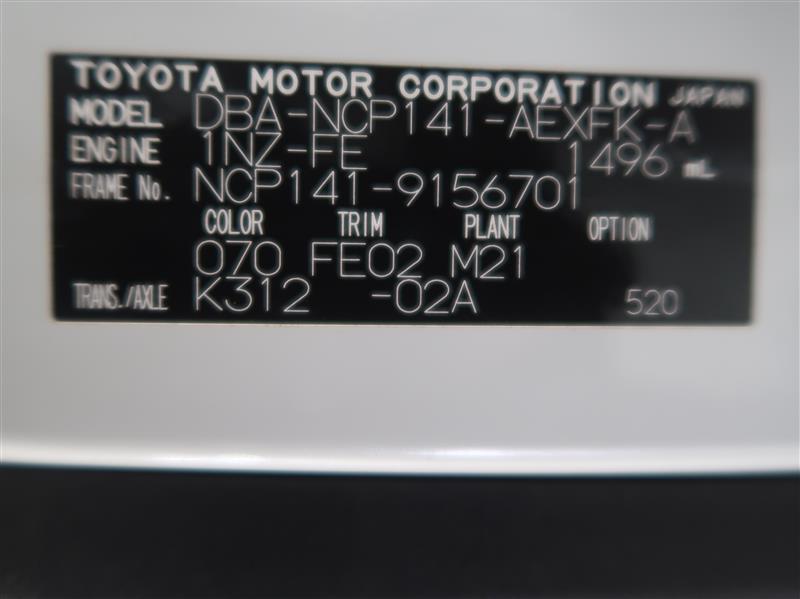 TOYOTA MOTOR CORPORATION JAPAN
MODEL DBA-NCP141-AEXFK-A
ENGINE 1NZ-FE 1496 mL
FRAME No. NCP141-9156701
COLOR TRIM PLANT OPTION
070 FE02 M21
TRANS./AXLE K312 -02A 520